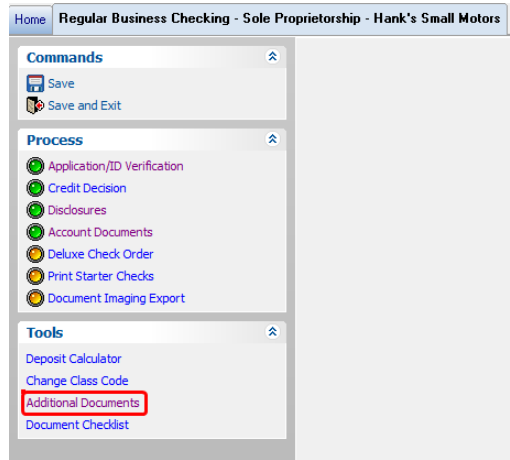 Home Regular Business Checking - Sole Proprietorship - Hank's Small Motors
Commands
Save
Save and Exit
Process
Application/ID Verification
Credit Decision
Disclosures
Account Documents
Deluxe Check Order
Print Starter Checks
Document Imaging Export
Tools
Deposit Calculator
Change Class Code
Additional Documents
Document Checklist